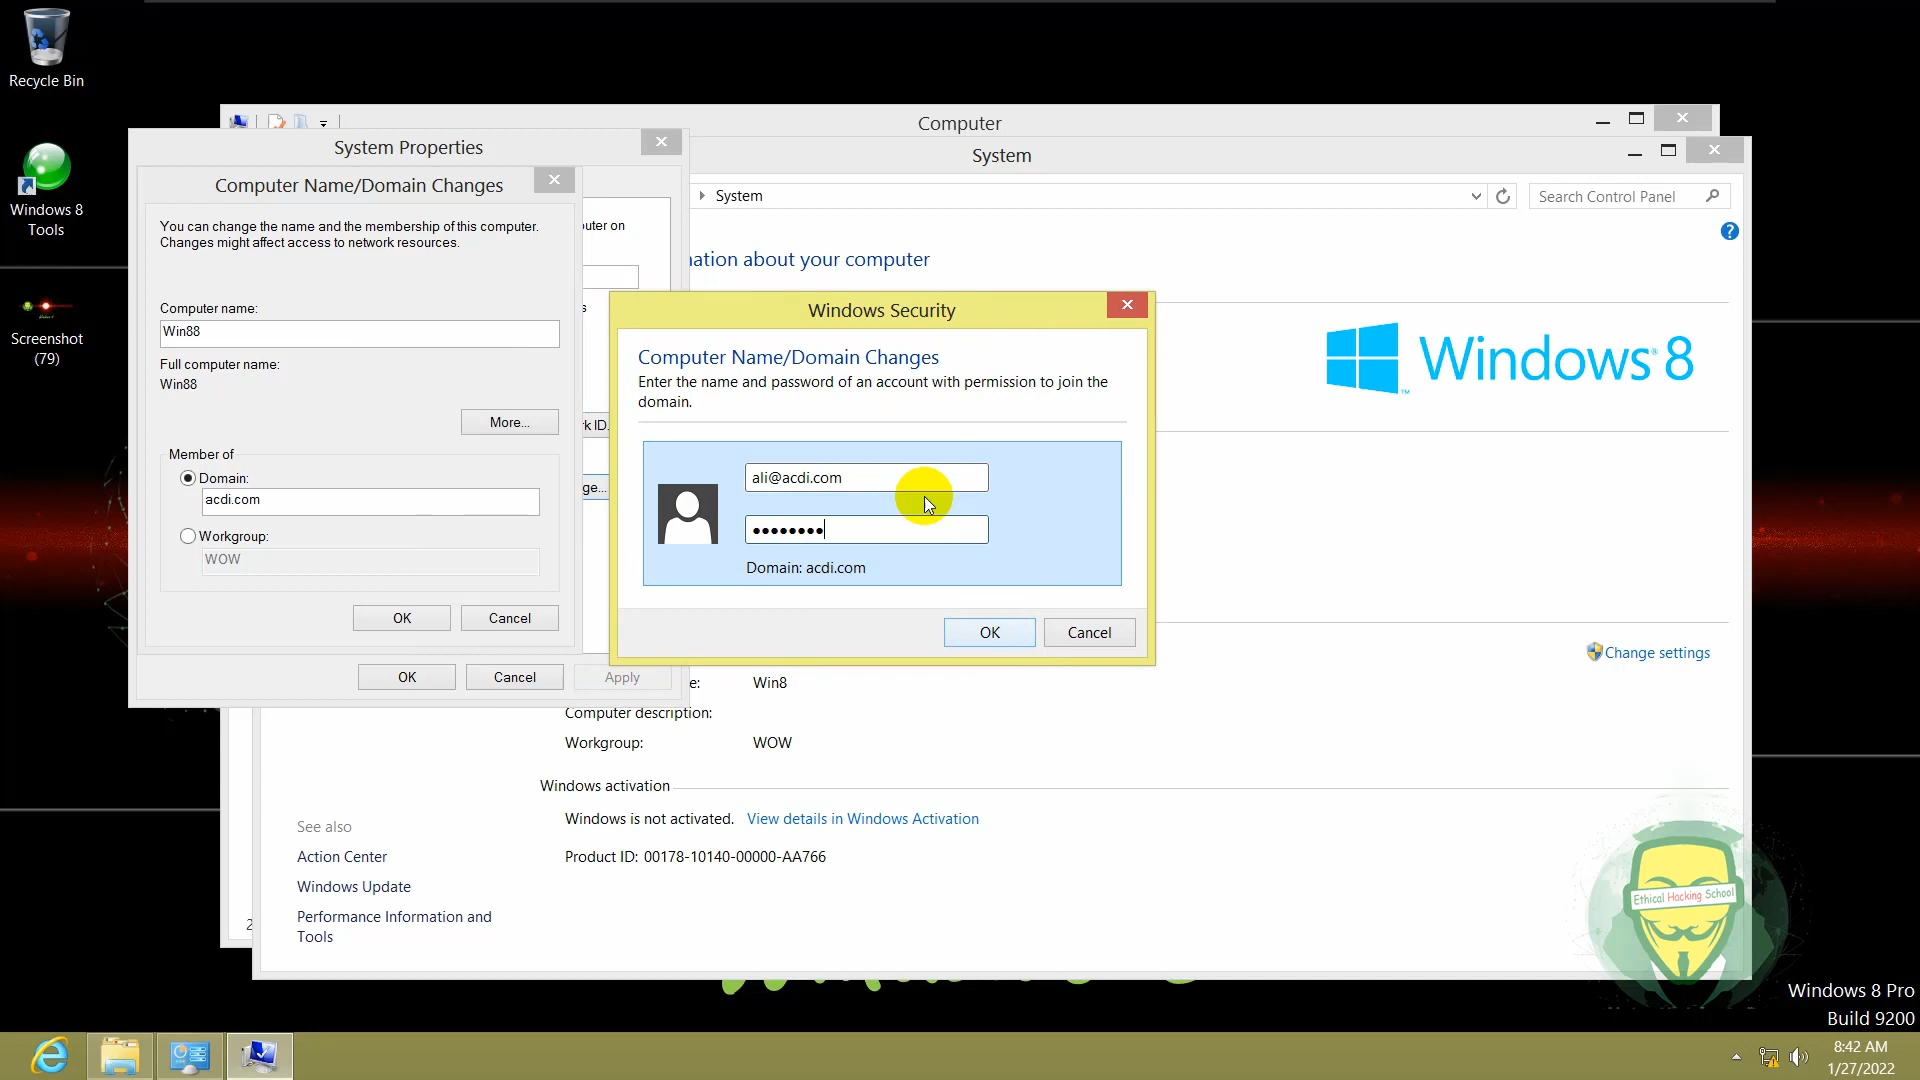 Recycle Bin
Windows 8
Tools
Screenshot
(79)
Computer
System
System Properties
Computer Name/Domain Changes
You can change the name and the membership of this computer.
Changes might affect access to network resources.
Computer name:
Win88
Full computer name:
Win88
More...
Member of
Domain:
acdi.com
Workgroup:
WOW
OK
Cancel
OK
Cancel
Apply
System
Search Control Panel
about your computer
Windows Security
Computer Name/Domain Changes
Enter the name and password of an account with permission to join the
domain.
ali@acdi.com
••••••••
Domain: acdi.com
OK
Cancel
Windows 8
Change settings
Win8
Computer description:
Workgroup:
WOW
Windows activation
Windows is not activated.
View details in Windows Activation
Product ID: 00178-10140-00000-AA766
See also
Action Center
Windows Update
Performance Information and
Tools
Ethical Hacking School
Windows 8 Pro
Build 9200
8:42 AM
1/27/2022